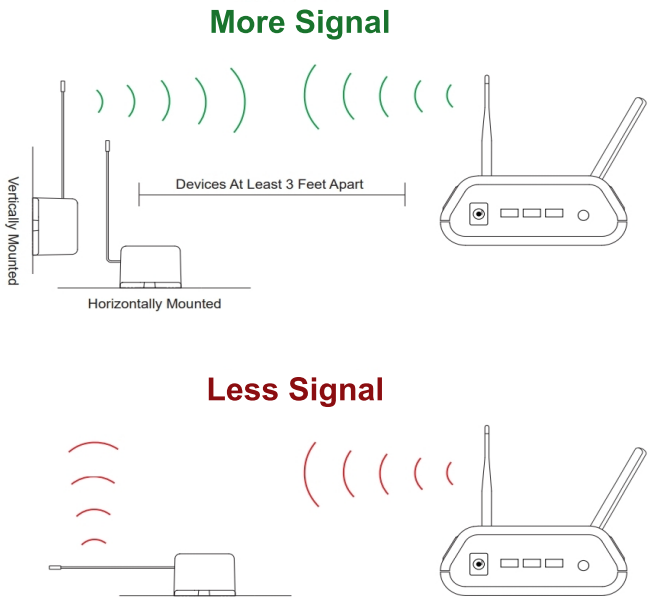 More Signal
Devices At Least 3 Feet Apart
Vertically Mounted
Horizontally Mounted
Less Signal